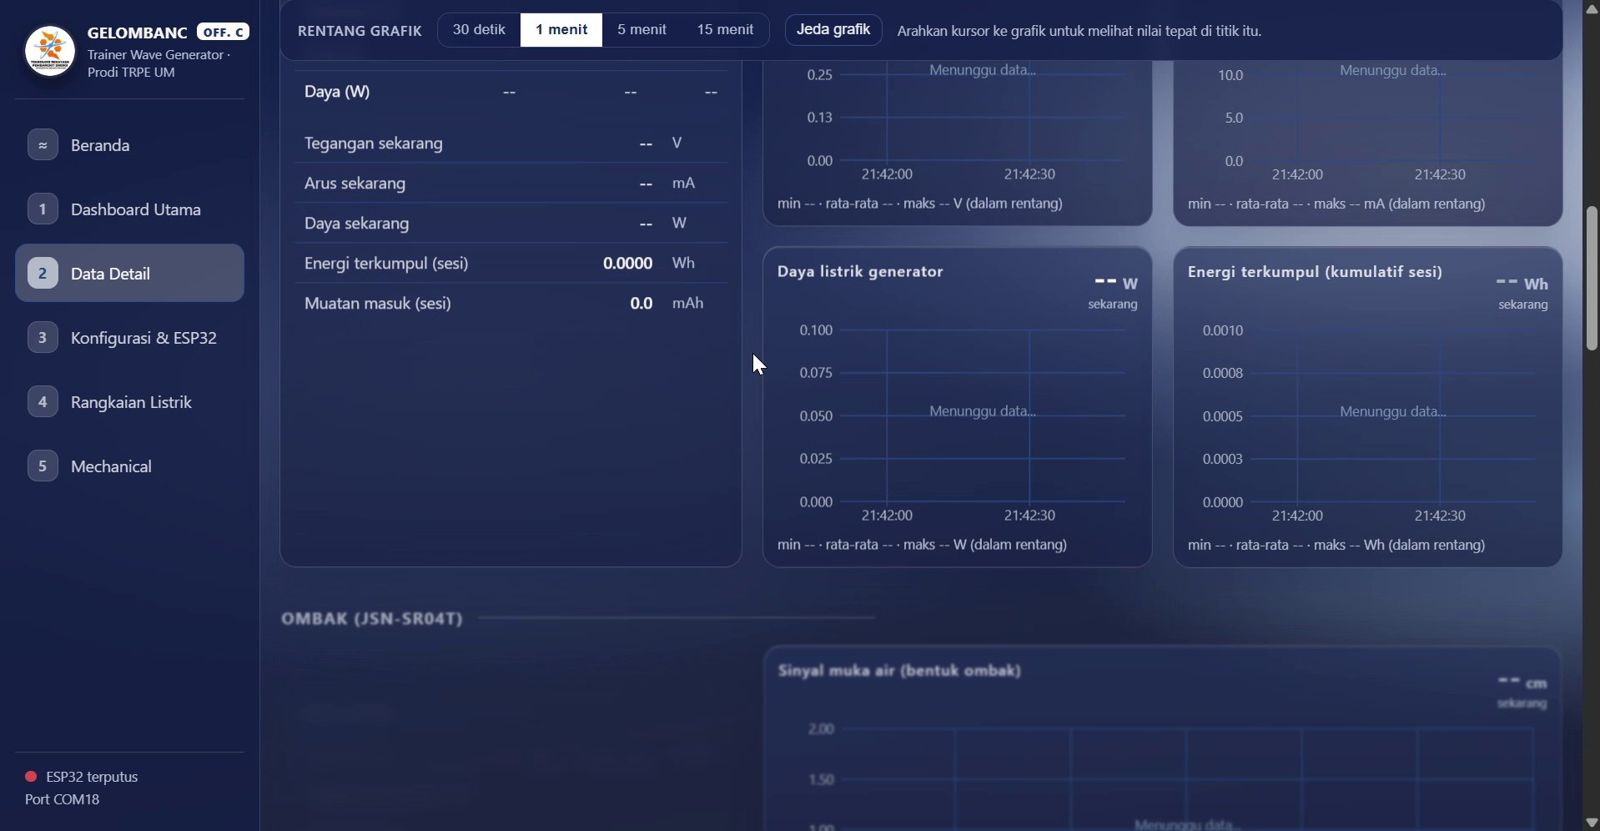 GELOMBANC OFF. C
Trainer Wave Generator ·
Prodi TRPE UM
≈ Beranda
1 Dashboard Utama
2 Data Detail
3 Konfigurasi & ESP32
4 Rangkaian Listrik
5 Mechanical
ESP32 terputus
Port COM18
RENTANG GRAFIK 30 detik 1 menit 5 menit 15 menit Jeda grafik Arahkan kursor ke grafik untuk melihat nilai tepat di titik itu.
Daya (W) -- -- --
Tegangan sekarang -- V
Arus sekarang -- mA
Daya sekarang -- W
Energi terkumpul (sesi) 0.0000 Wh
Muatan masuk (sesi) 0.0 mAh
0.25
Menunggu data...
0.13
0.00
21:42:00 21:42:30
min -- · rata-rata -- · maks -- V (dalam rentang)
10.0
Menunggu data...
5.0
0.0
21:42:00 21:42:30
min -- · rata-rata -- · maks -- mA (dalam rentang)
Daya listrik generator
-- W
sekarang
0.100
0.075
0.050
Menunggu data...
0.025
0.000
21:42:00 21:42:30
min -- · rata-rata -- · maks -- W (dalam rentang)
Energi terkumpul (kumulatif sesi)
-- Wh
sekarang
0.0010
0.0008
0.0005
Menunggu data...
0.0003
0.0000
21:42:00 21:42:30
min -- · rata-rata -- · maks -- Wh (dalam rentang)
OMBAK (JSN-SR04T)
Sinyal muka air (bentuk ombak)
-- cm
sekarang
2.00
1.50
1.00
Menunggu data...